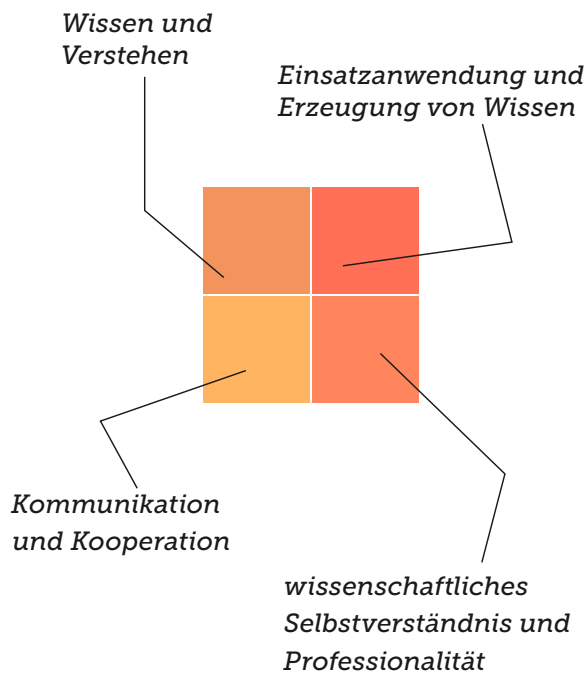 Wissen und
Verstehen
Einsatzanwendung und
Erzeugung von Wissen
Kommunikation
und Kooperation
wissenschaftliches
Selbstverständnis und
Professionalität